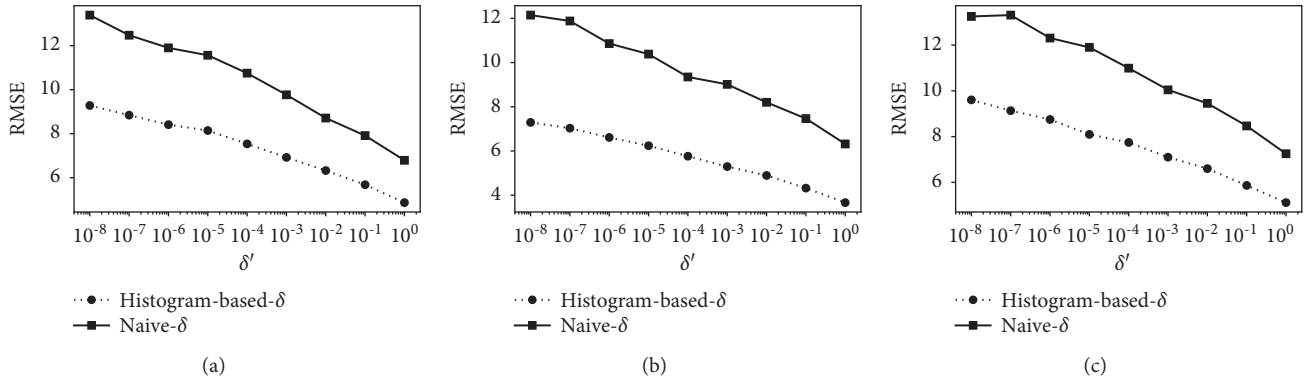 RMSE
12
10
8
6
10⁻⁸ 10⁻⁷ 10⁻⁶ 10⁻⁵ 10⁻⁴ 10⁻³ 10⁻² 10⁻¹ 10⁰
δ′
Histogram-based-δ
Naive-δ
(a)
RMSE
12
10
8
6
4
10⁻⁸ 10⁻⁷ 10⁻⁶ 10⁻⁵ 10⁻⁴ 10⁻³ 10⁻² 10⁻¹ 10⁰
δ′
Histogram-based-δ
Naive-δ
(b)
RMSE
12
10
8
6
10⁻⁸ 10⁻⁷ 10⁻⁶ 10⁻⁵ 10⁻⁴ 10⁻³ 10⁻² 10⁻¹ 10⁰
δ′
Histogram-based-δ
Naive-δ
(c)